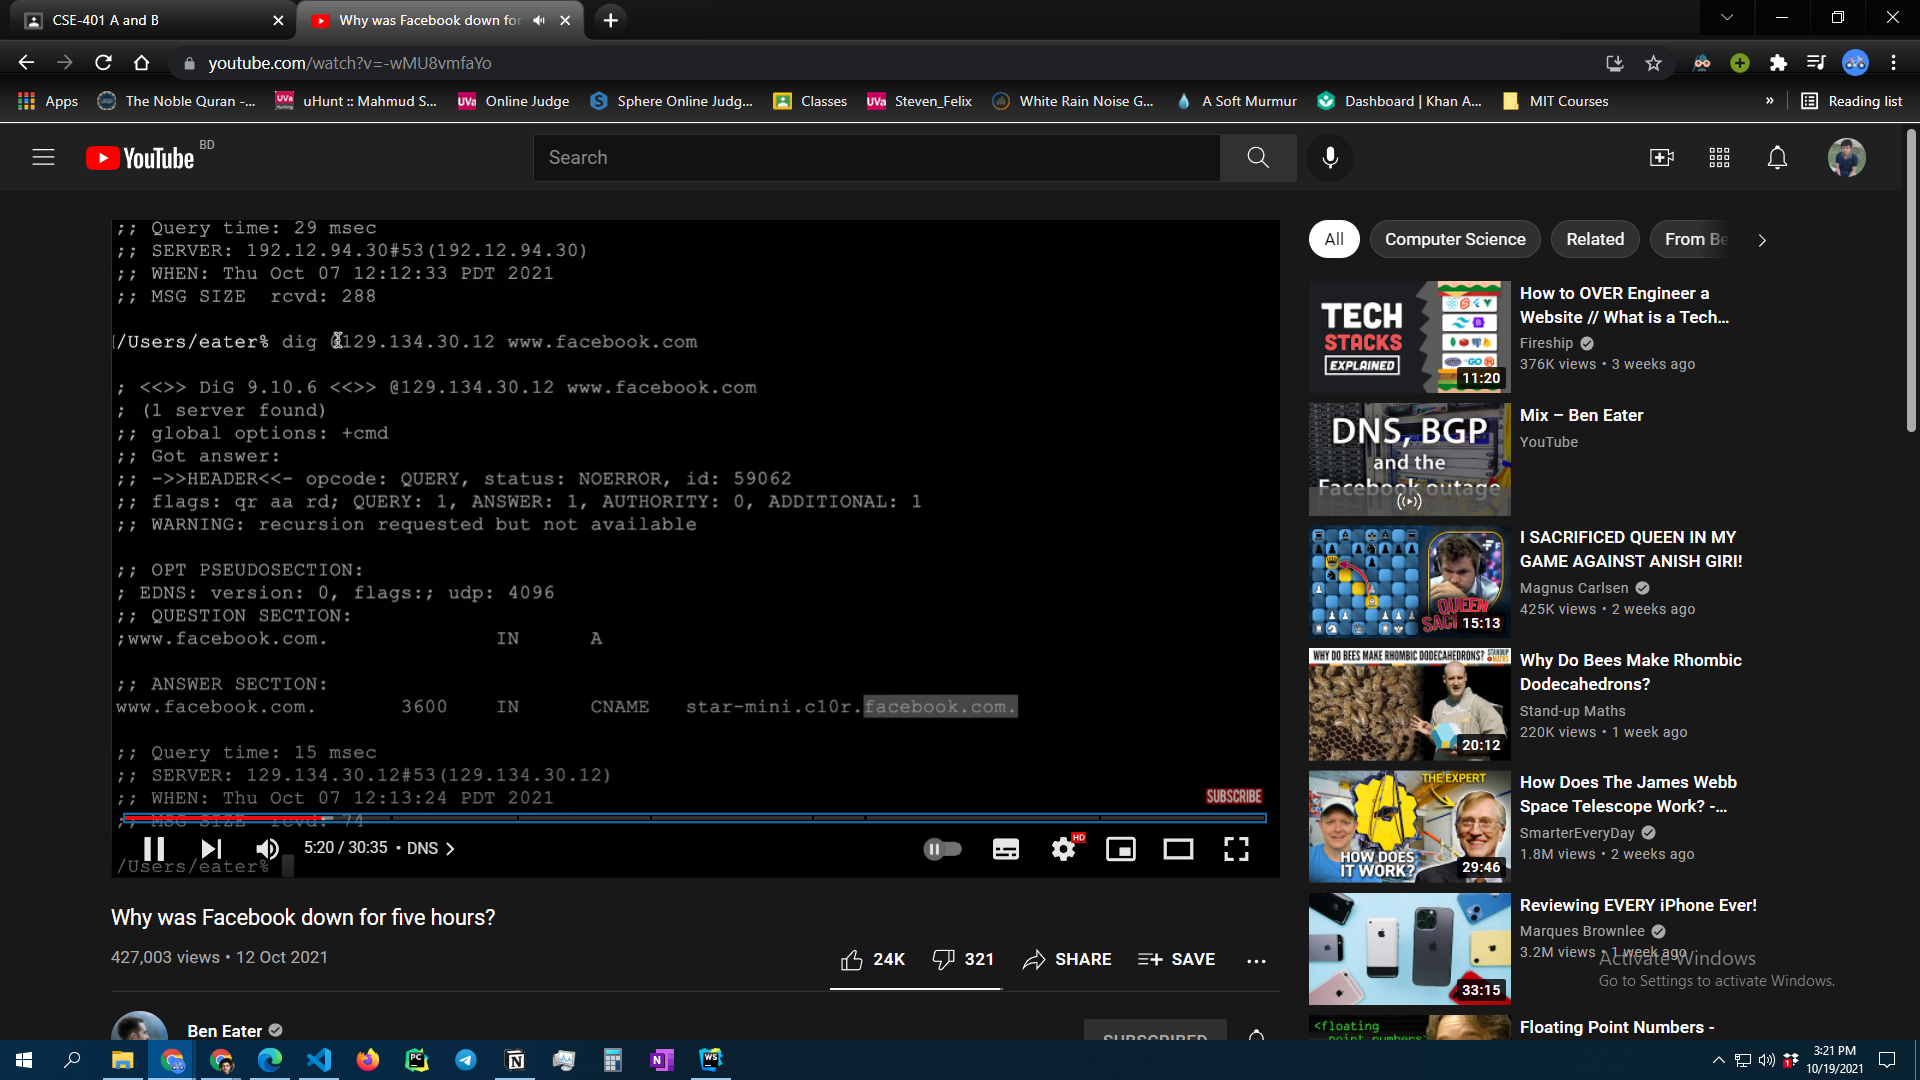 CSE-401 A and B
Why was Facebook down for
youtube.com/watch?v=-wMU8vmfaYo
Apps
The Noble Quran -...
uHunt :: Mahmud S...
Online Judge
Sphere Online Judg...
Classes
Steven_Felix
White Rain Noise G...
A Soft Murmur
Dashboard | Khan A...
MIT Courses
»
Reading list
YouTube BD
Search
;; Query time: 29 msec
;; SERVER: 192.12.94.30#53(192.12.94.30)
;; WHEN: Thu Oct 07 12:12:33 PDT 2021
;; MSG SIZE rcvd: 288
/Users/eater% dig @129.134.30.12 www.facebook.com
; <<>> DiG 9.10.6 <<>> @129.134.30.12 www.facebook.com
; (1 server found)
;; global options: +cmd
;; Got answer:
;; ->>HEADER<<- opcode: QUERY, status: NOERROR, id: 59062
;; flags: qr aa rd; QUERY: 1, ANSWER: 1, AUTHORITY: 0, ADDITIONAL: 1
;; WARNING: recursion requested but not available
;; OPT PSEUDOSECTION:
; EDNS: version: 0, flags:; udp: 4096
;; QUESTION SECTION:
;www.facebook.com. IN A
;; ANSWER SECTION:
www.facebook.com. 3600 IN CNAME star-mini.c10r.facebook.com.
;; Query time: 15 msec
;; SERVER: 129.134.30.12#53(129.134.30.12)
;; WHEN: Thu Oct 07 12:13:24 PDT 2021
;; MSG SIZE rcvd: 74
/Users/eater%
SUBSCRIBE
5:20 / 30:35 • DNS
HD
Why was Facebook down for five hours?
427,003 views • 12 Oct 2021
24K
321
SHARE
SAVE
Ben Eater
SUBSCRIBED
All
Computer Science
Related
From Be
TECH
STACKS
EXPLAINED
11:20
How to OVER Engineer a
Website // What is a Tech...
Fireship
376K views • 3 weeks ago
DNS, BGP
and the
Facebook outage
Mix – Ben Eater
YouTube
QUEEN
15:13
I SACRIFICED QUEEN IN MY
GAME AGAINST ANISH GIRI!
Magnus Carlsen
425K views • 2 weeks ago
WHY DO BEES MAKE RHOMBIC DODECAHEDRONS?
20:12
Why Do Bees Make Rhombic
Dodecahedrons?
Stand-up Maths
220K views • 1 week ago
THE EXPERT
HOW DOES
IT WORK?
29:46
How Does The James Webb
Space Telescope Work? -...
SmarterEveryDay
1.8M views • 2 weeks ago
33:15
Reviewing EVERY iPhone Ever!
Marques Brownlee
3.2M views • 1 week ago
Activate Windows
Go to Settings to activate Windows.
<floating
point numbers>
Floating Point Numbers -
3:21 PM
10/19/2021